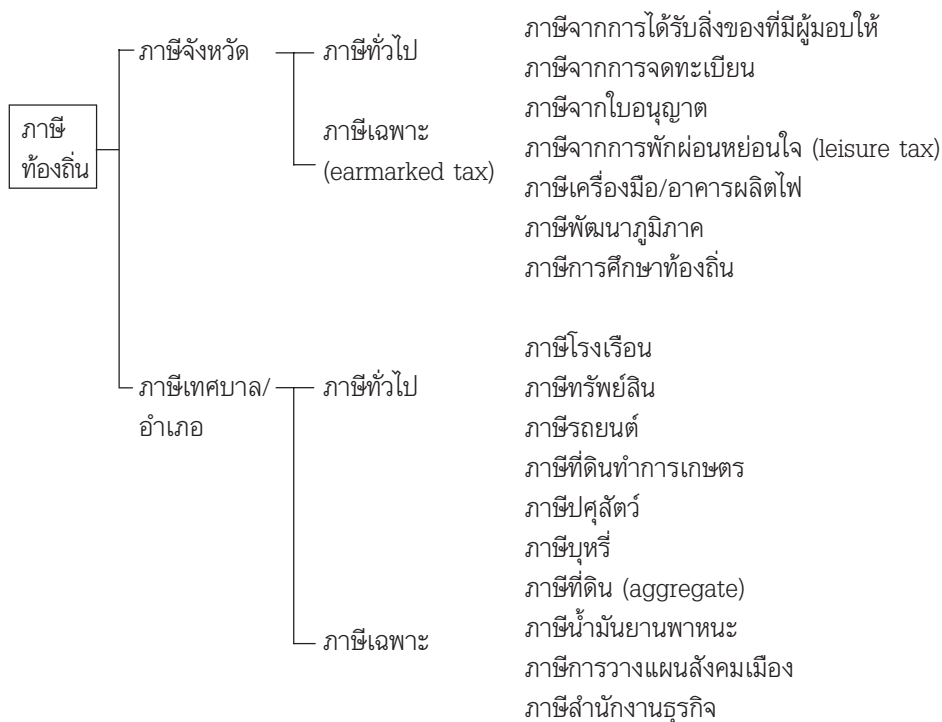 ภาษีท้องถิ่น
ภาษีจังหวัด
ภาษีทั่วไป
ภาษีเฉพาะ
(earmarked tax)
ภาษีจากการได้รับสิ่งของที่มีผู้มอบให้
ภาษีจากการจดทะเบียน
ภาษีจากใบอนุญาต
ภาษีจากการพักผ่อนหย่อนใจ (leisure tax)
ภาษีเครื่องมือ/อาคารผลิตไฟ
ภาษีพัฒนาภูมิภาค
ภาษีการศึกษาท้องถิ่น
ภาษีเทศบาล/
อำเภอ
ภาษีทั่วไป
ภาษีเฉพาะ
ภาษีโรงเรือน
ภาษีทรัพย์สิน
ภาษีรถยนต์
ภาษีที่ดินทำการเกษตร
ภาษีปศุสัตว์
ภาษีบุหรี่
ภาษีที่ดิน (aggregate)
ภาษีน้ำมันยานพาหนะ
ภาษีการวางแผนสังคมเมือง
ภาษีสำนักงานธุรกิจ